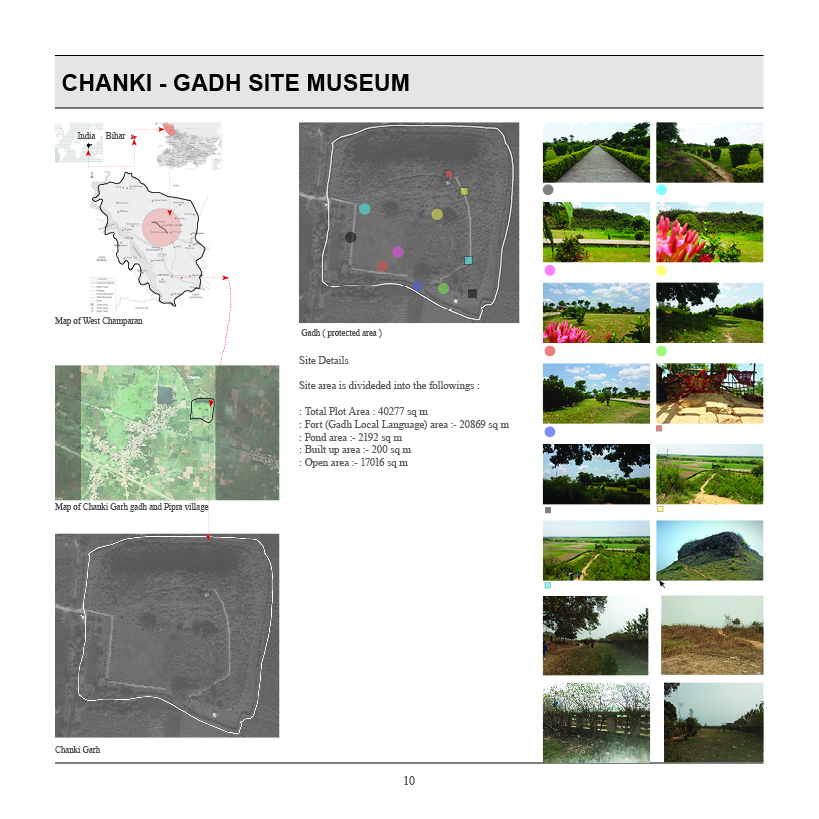 CHANKI - GADH SITE MUSEUM
India Bihar
Map of West Champaran
Map of Chanki Garh gadh and Pipra village
Chanki Garh
Gadh ( protected area )
Site Details
Site area is divideded into the followings :
: Total Plot Area : 40277 sq m
: Fort (Gadh Local Language) area :- 20869 sq m
: Pond area :- 2192 sq m
: Built up area :- 200 sq m
: Open area :- 17016 sq m
10